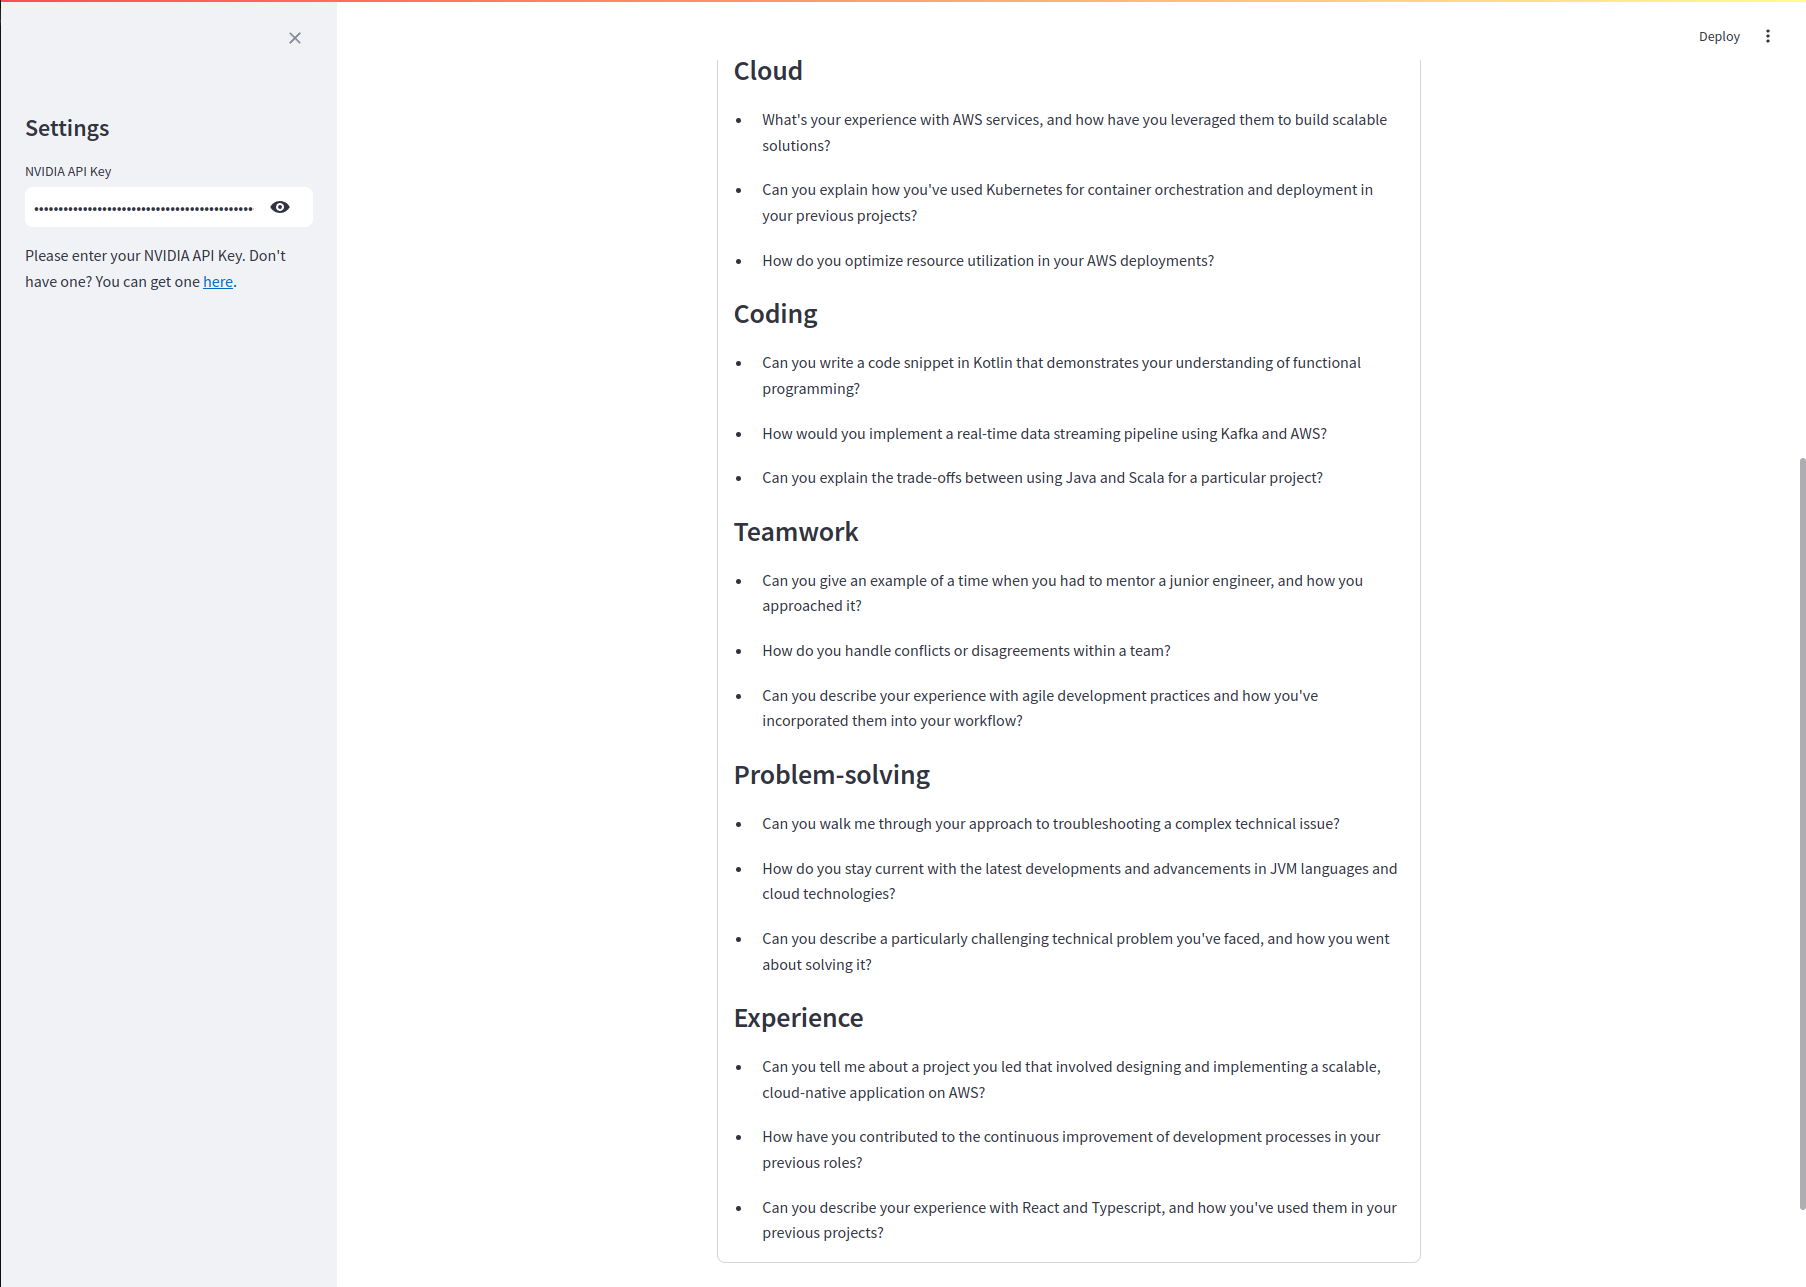 Deploy
Settings
NVIDIA API Key
Please enter your NVIDIA API Key. Don't
have one? You can get one here.
Cloud
• What's your experience with AWS services, and how have you leveraged them to build scalable
solutions?
• Can you explain how you've used Kubernetes for container orchestration and deployment in
your previous projects?
• How do you optimize resource utilization in your AWS deployments?
Coding
• Can you write a code snippet in Kotlin that demonstrates your understanding of functional
programming?
• How would you implement a real-time data streaming pipeline using Kafka and AWS?
• Can you explain the trade-offs between using Java and Scala for a particular project?
Teamwork
• Can you give an example of a time when you had to mentor a junior engineer, and how you
approached it?
• How do you handle conflicts or disagreements within a team?
• Can you describe your experience with agile development practices and how you've
incorporated them into your workflow?
Problem-solving
• Can you walk me through your approach to troubleshooting a complex technical issue?
• How do you stay current with the latest developments and advancements in JVM languages and
cloud technologies?
• Can you describe a particularly challenging technical problem you've faced, and how you went
about solving it?
Experience
• Can you tell me about a project you led that involved designing and implementing a scalable,
cloud-native application on AWS?
• How have you contributed to the continuous improvement of development processes in your
previous roles?
• Can you describe your experience with React and Typescript, and how you've used them in your
previous projects?